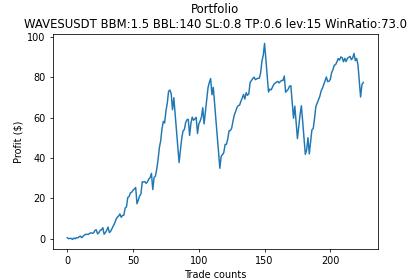 Portfolio
WAVESUSDT BBM:1.5 BBL:140 SL:0.8 TP:0.6 lev:15 WinRatio:73.0
100
80
60
40
20
0
Profit ($)
0 50 100 150 200
Trade counts